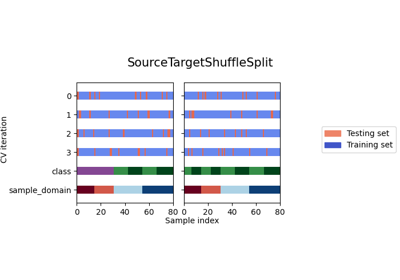 SourceTargetShuffleSplit
CV iteration
0
1
2
3
class
sample_domain
0 20 40 60 80 0 20 40 60 80
Sample index
Testing set
Training set